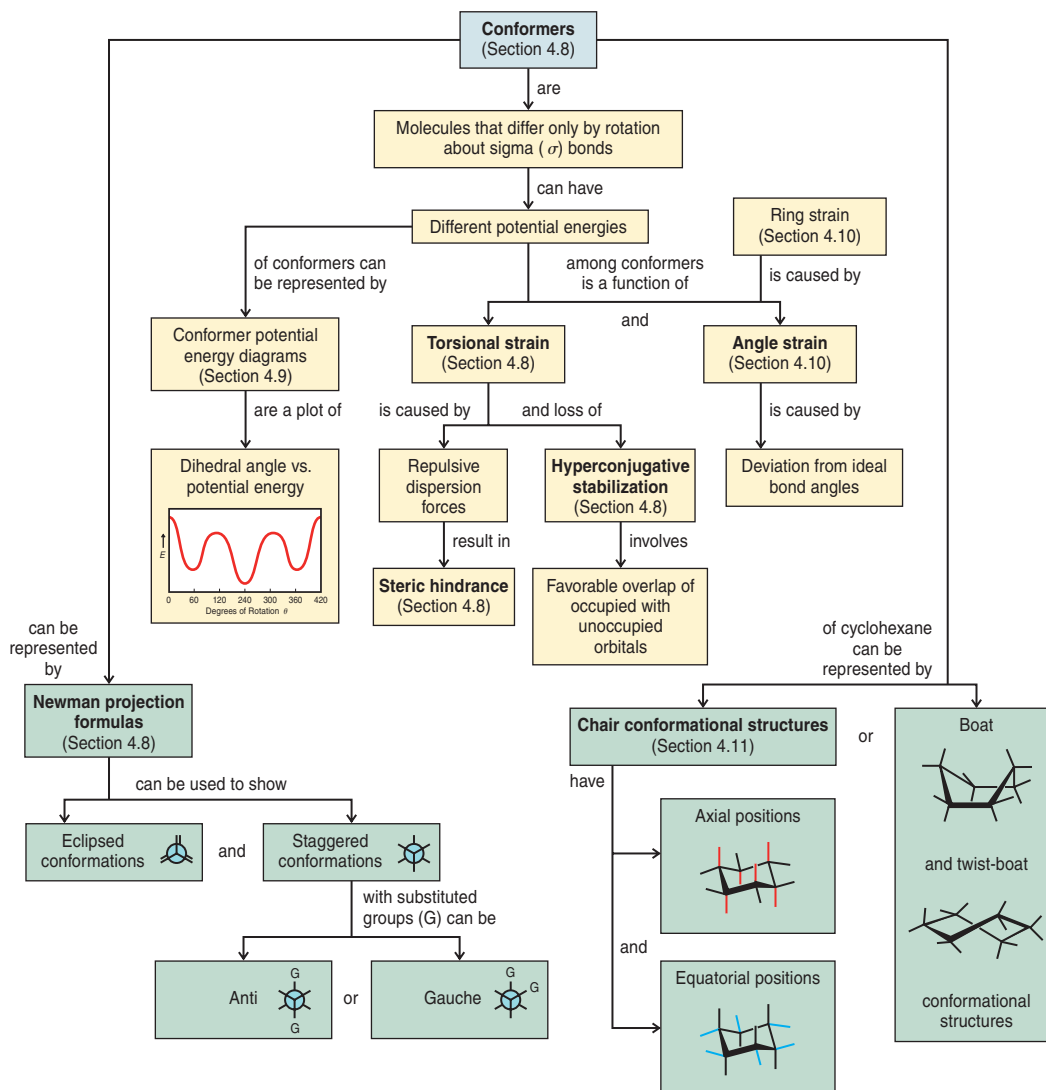 Conformers
(Section 4.8)
are
Molecules that differ only by rotation
about sigma (σ) bonds
can have
Different potential energies
Ring strain
(Section 4.10)
of conformers can
be represented by
among conformers
is a function of
is caused by
and
Conformer potential
energy diagrams
(Section 4.9)
Torsional strain
(Section 4.8)
Angle strain
(Section 4.10)
are a plot of
is caused by
and loss of
is caused by
Dihedral angle vs.
potential energy
E
0 60 120 240 300 360 420
Degrees of Rotation θ
Repulsive
dispersion
forces
Hyperconjugative
stabilization
(Section 4.8)
Deviation from ideal
bond angles
result in
involves
Steric hindrance
(Section 4.8)
Favorable overlap of
occupied with
unoccupied
orbitals
can be
represented
by
of cyclohexane
can be
represented by
Newman projection
formulas
(Section 4.8)
Chair conformational structures
(Section 4.11)
or
Boat
and twist-boat
conformational
structures
can be used to show
have
Eclipsed
conformations
and
Staggered
conformations
Axial positions
with substituted
groups (G) can be
and
Anti
G
G
or
Gauche
G
G
Equatorial positions